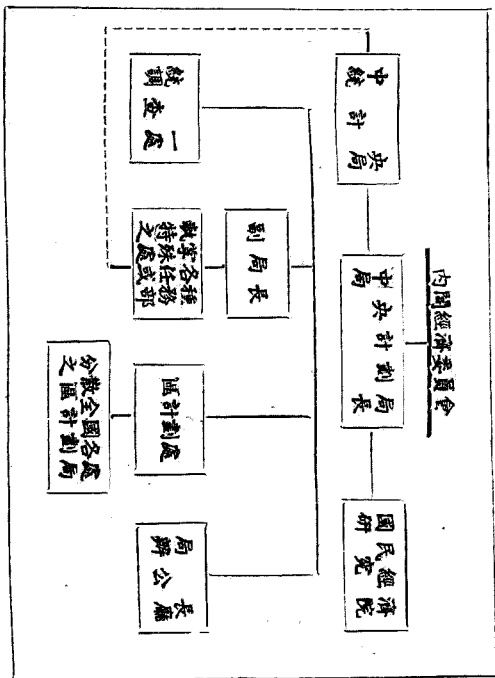 內閣經濟委員會
中央
統計局
中央計劃局
局長
國民經濟
研究院
統一
調查處
副局長
執掌各種
特殊任務
之處或部
區計劃處
分散全國各處
之區計劃局
局長
辦公廳